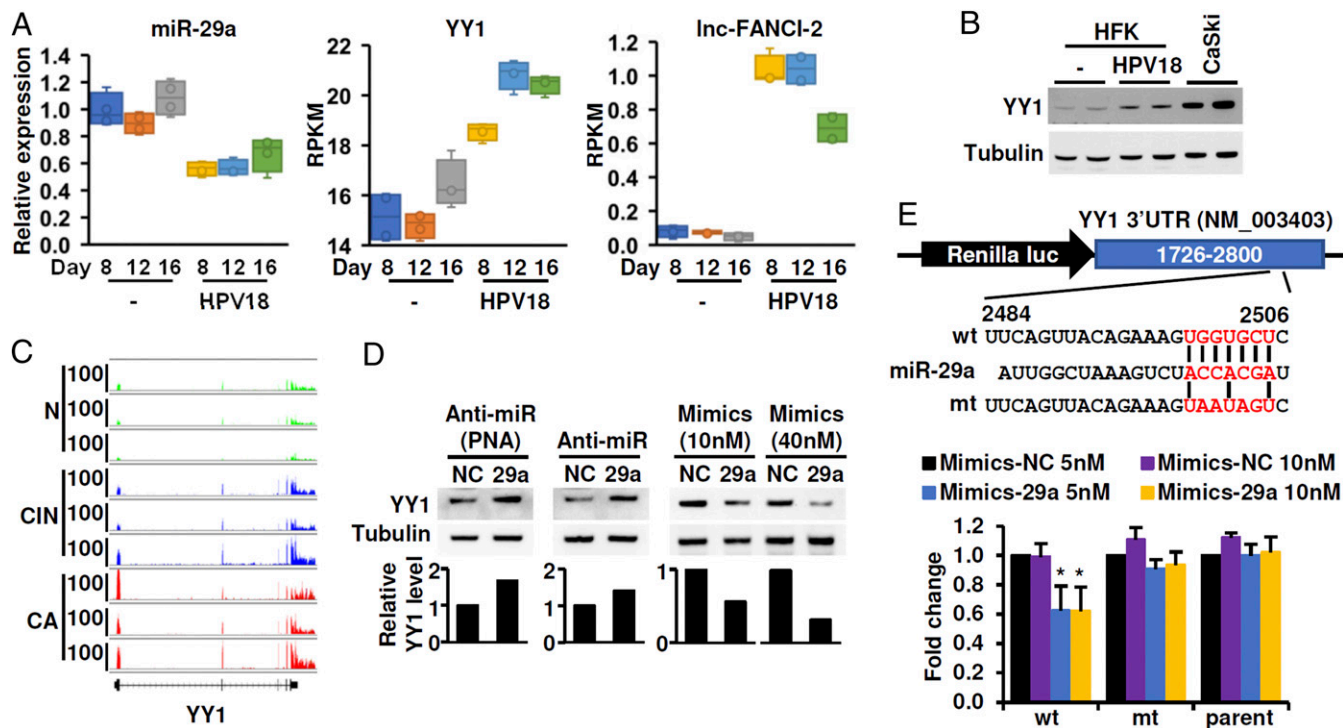 A
miR-29a
YY1
lnc-FANCI-2
Relative expression
1.4
1.2
1.0
0.8
0.6
0.4
0.2
0.0
RPKM
22
20
18
16
14
RPKM
1.2
1.0
0.8
0.6
0.4
0.2
0.0
Day 8 12 16 8 12 16
- HPV18
Day 8 12 16 8 12 16
- HPV18
Day 8 12 16 8 12 16
- HPV18
B
HFK
- HPV18 CaSki
YY1
Tubulin
C
N
100
100
100
CIN
100
100
100
CA
100
100
100
YY1
D
Anti-miR (PNA)
Anti-miR
Mimics (10nM)
Mimics (40nM)
NC 29a NC 29a NC 29a NC 29a
YY1
Tubulin
Relative YY1 level
2
1
0
2
1
0
1
0
1
0
E
YY1 3'UTR (NM_003403)
Renilla luc 1726-2800
2484 2506
wt UUCAGUUACAGAAAGUGGUGCUC
miR-29a AUUGGCUAAAGUCUACCACGAU
mt UUCAGUUACAGAAAGUAAUAGUC
Mimics-NC 5nM Mimics-NC 10nM
Mimics-29a 5nM Mimics-29a 10nM
Fold change
1.2
1.0
0.8
0.6
0.4
0.2
0.0
* *
wt mt parent